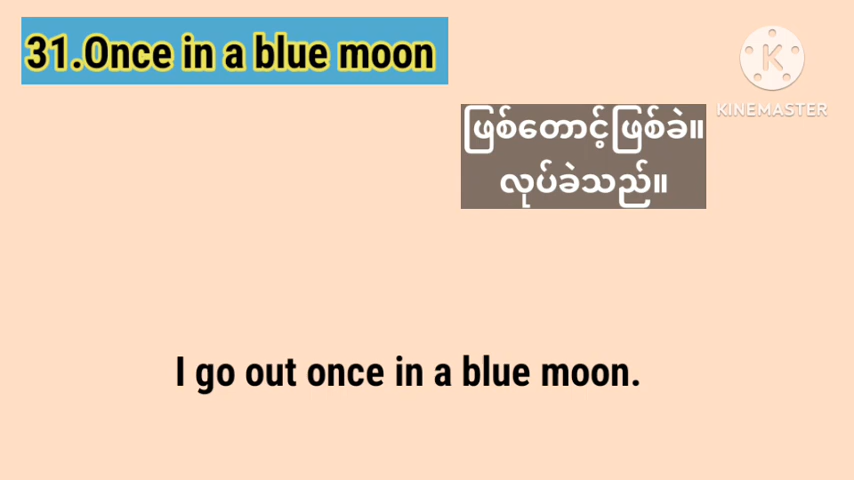 31.Once in a blue moon
KINEMASTER
ဖြစ်တောင့်ဖြစ်ခဲ။
လုပ်ခဲသည်။
I go out once in a blue moon.